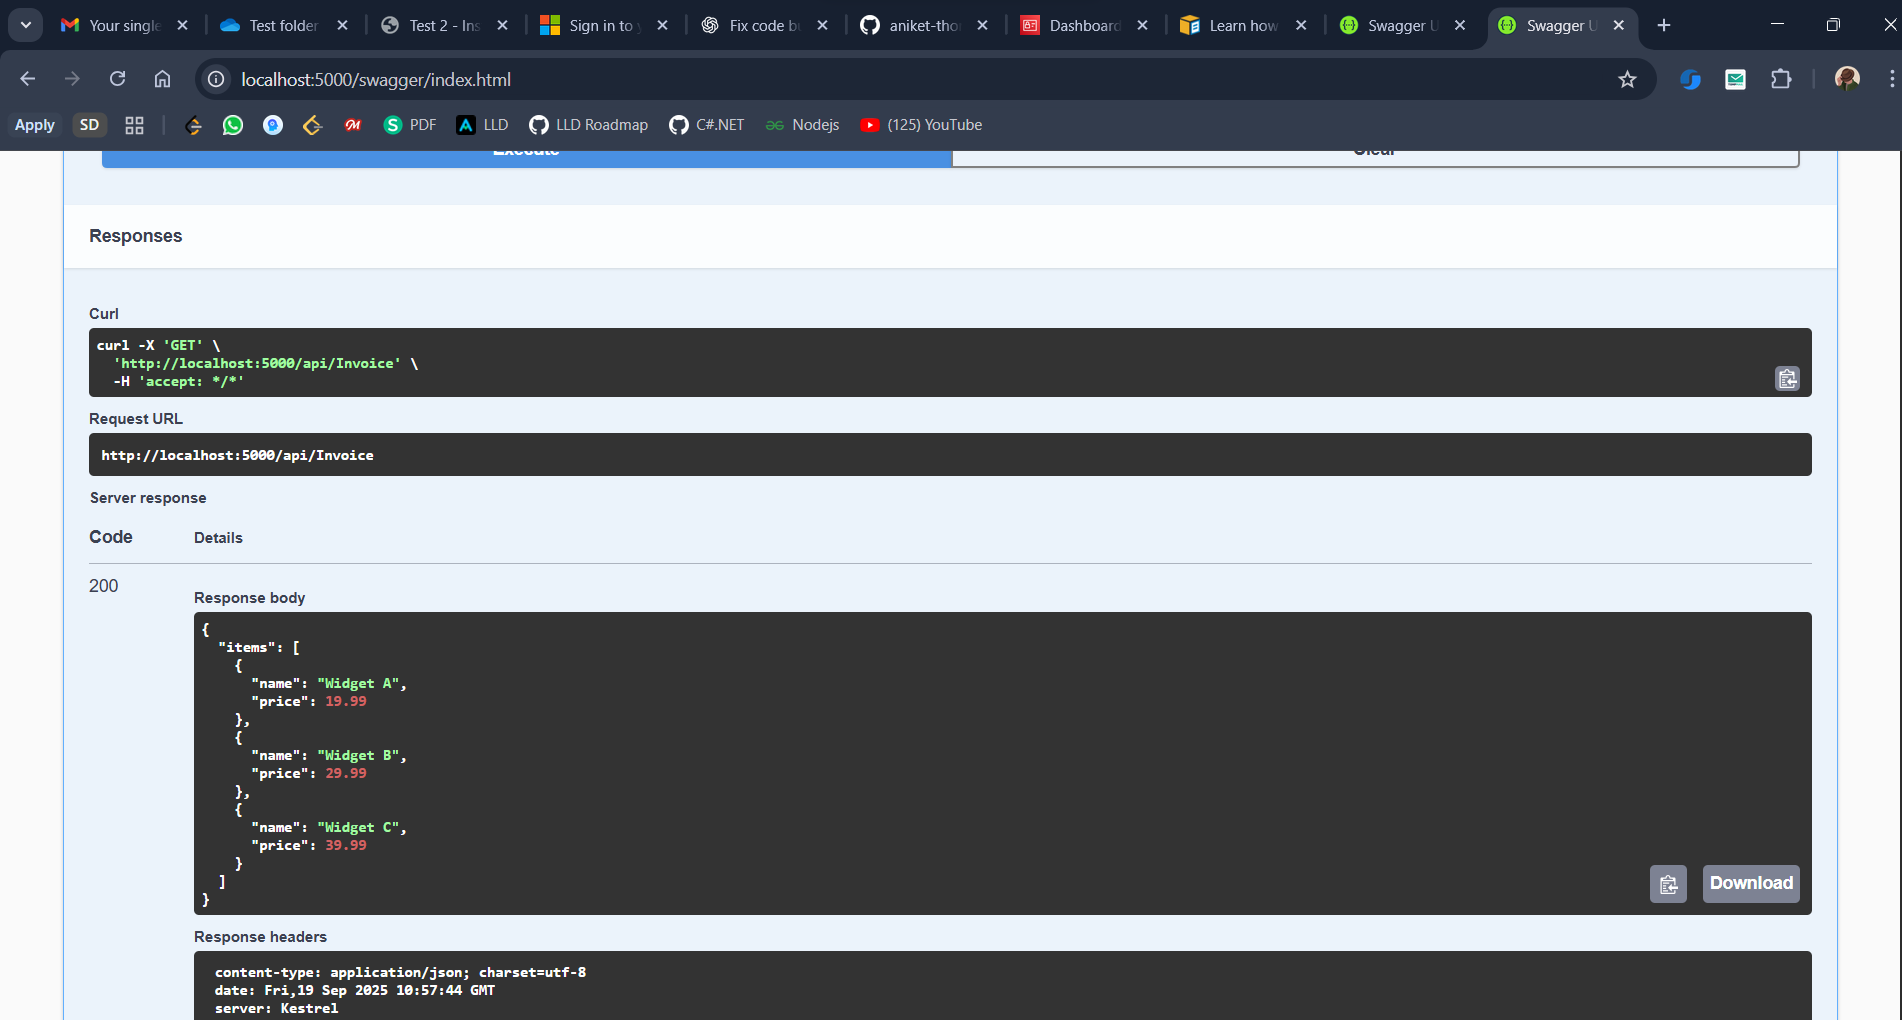 Your single
Test folder
Test 2 - Ins
Sign in to y
Fix code bu
aniket-thor
Dashboard
Learn how
Swagger U
Swagger U
localhost:5000/swagger/index.html
Apply
SD
PDF
LLD
LLD Roadmap
C#.NET
Nodejs
(125) YouTube
Execute
Clear
Responses
Curl
curl -X 'GET' \
'http://localhost:5000/api/Invoice' \
-H 'accept: */*'
Request URL
http://localhost:5000/api/Invoice
Server response
Code Details
200
Response body
{
"items": [
{
"name": "Widget A",
"price": 19.99
},
{
"name": "Widget B",
"price": 29.99
},
{
"name": "Widget C",
"price": 39.99
}
]
}
Download
Response headers
content-type: application/json; charset=utf-8
date: Fri,19 Sep 2025 10:57:44 GMT
server: Kestrel